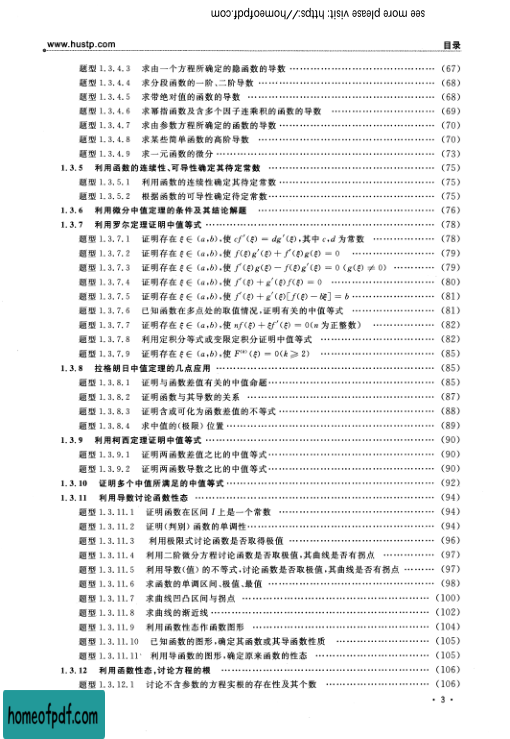 see more please visit: https://homeofpdf.com
www.hustp.com 目录
题型 1.3.4.3 求由一个方程所确定的隐函数的导数 (67)
题型 1.3.4.4 求分段函数的一阶、二阶导数 (68)
题型 1.3.4.5 求带绝对值的函数的导数 (68)
题型 1.3.4.6 求幂指函数及含多个因子连乘积的函数的导数 (69)
题型 1.3.4.7 求由参数方程所确定的函数的导数 (70)
题型 1.3.4.8 求某些简单函数的高阶导数 (70)
题型 1.3.4.9 求一元函数的微分 (73)
1.3.5 利用函数的连续性、可导性确定其待定常数 (75)
题型 1.3.5.1 利用函数的连续性确定其待定常数 (75)
题型 1.3.5.2 根据函数的可导性确定待定常数 (75)
1.3.6 利用微分中值定理的条件及其结论解题 (76)
1.3.7 利用罗尔定理证明中值等式 (78)
题型 1.3.7.1 证明存在 ξ∈(a,b),使 cf′(ξ) = dg′(ξ),其中 c,d 为常数 (78)
题型 1.3.7.2 证明存在 ξ∈(a,b),使 f(ξ)g′(ξ) + f′(ξ)g(ξ) = 0 (79)
题型 1.3.7.3 证明存在 ξ∈(a,b),使 f′(ξ)g(ξ) − f(ξ)g′(ξ) = 0 (g(ξ) ≠ 0) (79)
题型 1.3.7.4 证明存在 ξ∈(a,b),使 f′(ξ) + g′(ξ)f(ξ) = 0 (80)
题型 1.3.7.5 证明存在 ξ∈(a,b),使 f′(ξ) + g′(ξ)[f(ξ) − bξ] = b (81)
题型 1.3.7.6 已知函数在多点处的取值情况,证明有关的中值等式 (81)
题型 1.3.7.7 证明存在 ξ∈(a,b),使 nf(ξ) + ξf′(ξ) = 0(n 为正整数) (82)
题型 1.3.7.8 利用定积分等式或变限定积分证明中值等式 (82)
题型 1.3.7.9 证明存在 ξ∈(a,b),使 F⁽ᵏ⁾(ξ) = 0(k ⩾ 2) (85)
1.3.8 拉格朗日中值定理的几点应用 (85)
题型 1.3.8.1 证明与函数差值有关的中值命题 (85)
题型 1.3.8.2 证明函数与其导数的关系 (87)
题型 1.3.8.3 证明含或可化为函数差值的不等式 (88)
题型 1.3.8.4 求中值的(极限)位置 (89)
1.3.9 利用柯西定理证明中值等式 (90)
题型 1.3.9.1 证明两函数差值之比的中值等式 (90)
题型 1.3.9.2 证明两函数导数之比的中值等式 (90)
1.3.10 证明多个中值所满足的中值等式 (92)
1.3.11 利用导数讨论函数性态 (94)
题型 1.3.11.1 证明函数在区间 I 上是一个常数 (94)
题型 1.3.11.2 证明(判别)函数的单调性 (94)
题型 1.3.11.3 利用极限式讨论函数是否取得极值 (96)
题型 1.3.11.4 利用二阶微分方程讨论函数是否取极值,其曲线是否有拐点 (97)
题型 1.3.11.5 利用导数(值)的不等式,讨论函数是否取极值,其曲线是否有拐点 (97)
题型 1.3.11.6 求函数的单调区间、极值、最值 (98)
题型 1.3.11.7 求曲线凹凸区间与拐点 (100)
题型 1.3.11.8 求曲线的渐近线 (102)
题型 1.3.11.9 利用函数性态作函数图形 (104)
题型 1.3.11.10 已知函数的图形,确定其函数或其导函数性质 (105)
题型 1.3.11.11 利用导函数的图形,确定原来函数的性态 (105)
1.3.12 利用函数性态,讨论方程的根 (106)
题型 1.3.12.1 讨论不含参数的方程实根的存在性及其个数 (106)
· 3 ·
homeofpdf.com